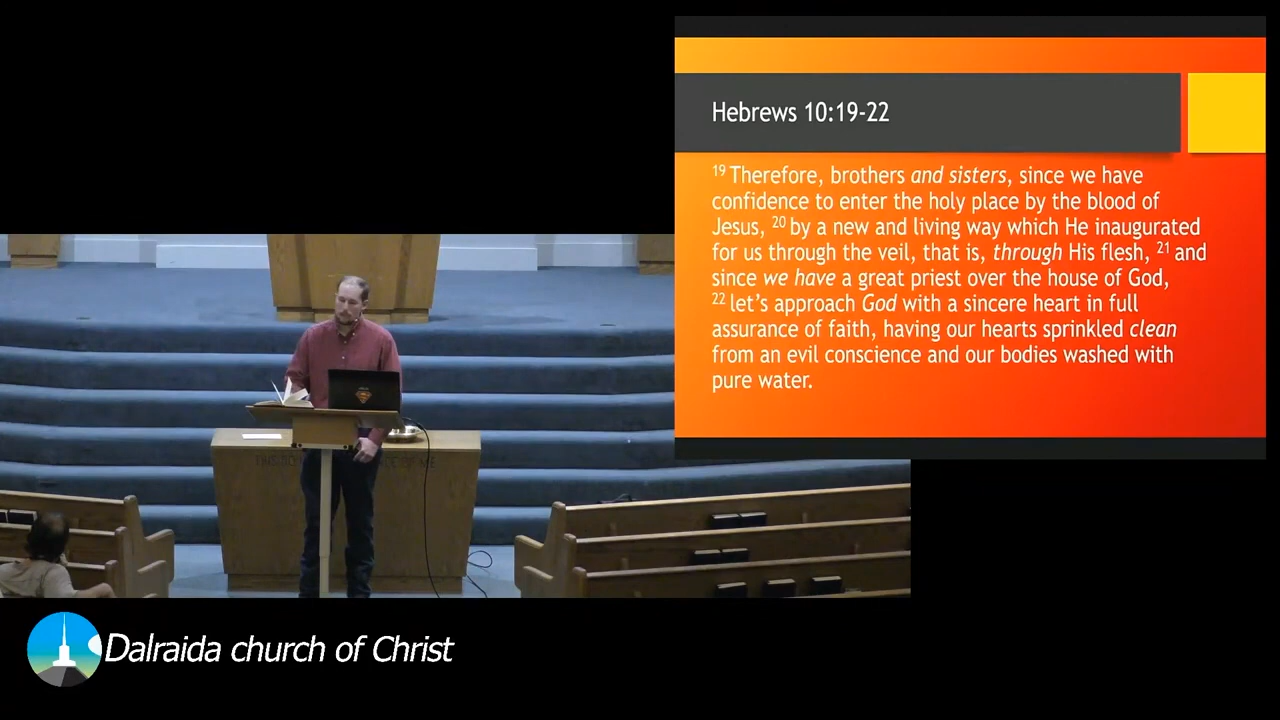 Hebrews 10:19-22
19 Therefore, brothers and sisters, since we have
confidence to enter the holy place by the blood of
Jesus, 20 by a new and living way which He inaugurated
for us through the veil, that is, through His flesh, 21 and
since we have a great priest over the house of God,
22 let’s approach God with a sincere heart in full
assurance of faith, having our hearts sprinkled clean
from an evil conscience and our bodies washed with
pure water.
THIS DO OF ME
Dalraida church of Christ